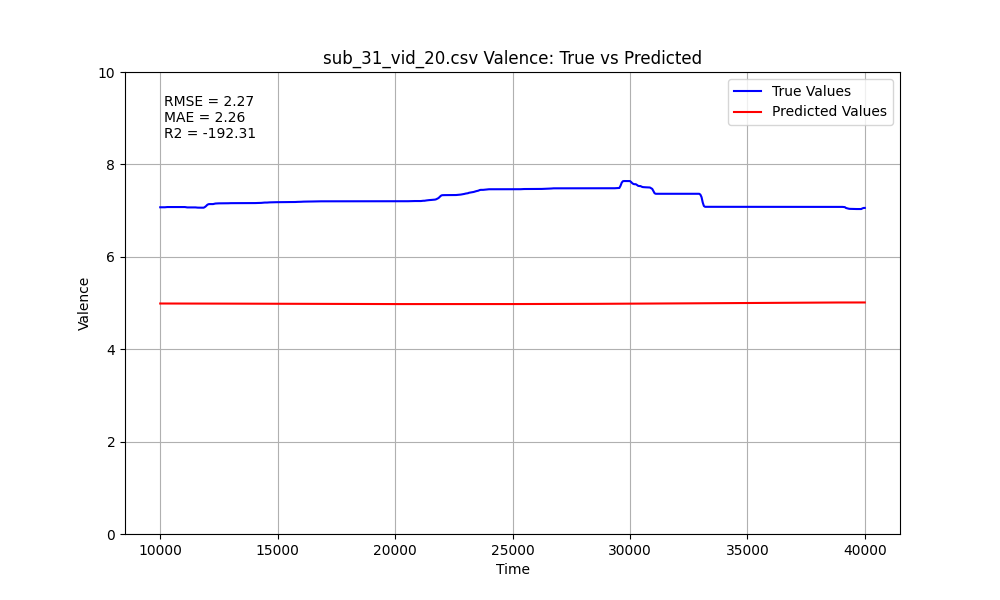 sub_31_vid_20.csv Valence: True vs Predicted
10
RMSE = 2.27
MAE = 2.26
R2 = -192.31
True Values
Predicted Values
8
6
Valence
4
2
0
10000 15000 20000 25000 30000 35000 40000
Time